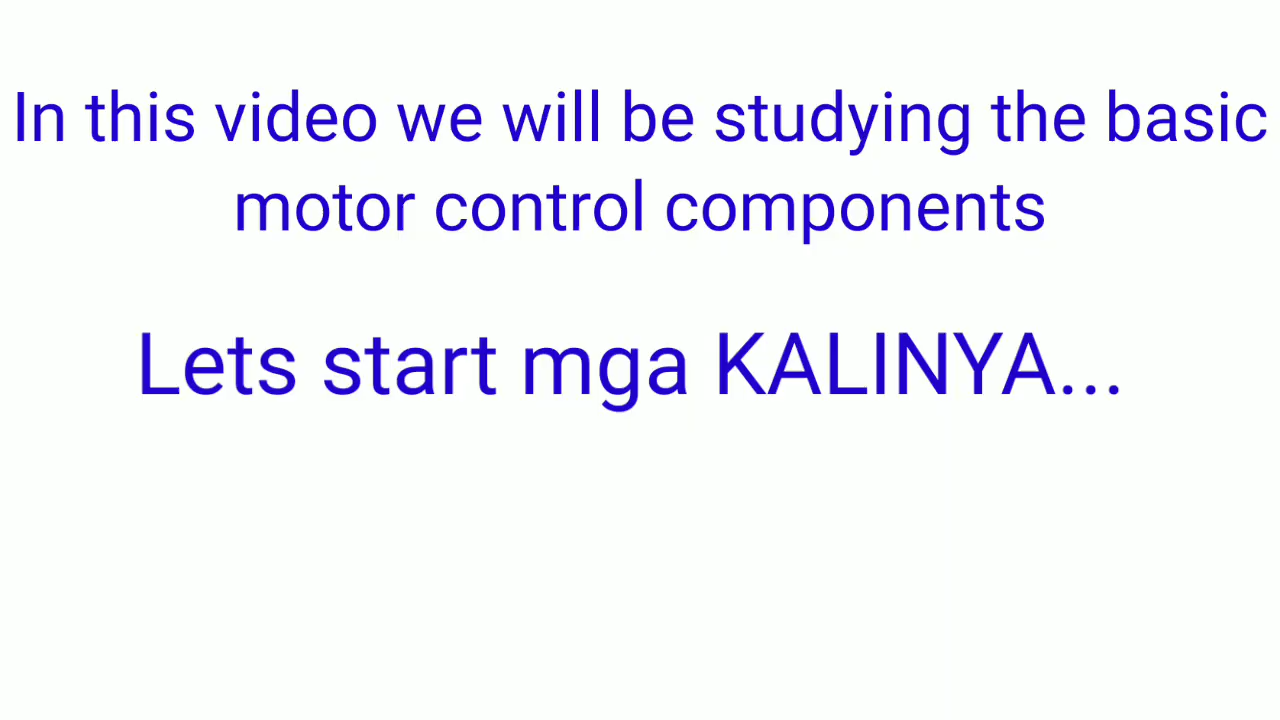 In this video we will be studying the basic
motor control components
Lets start mga KALINYA...